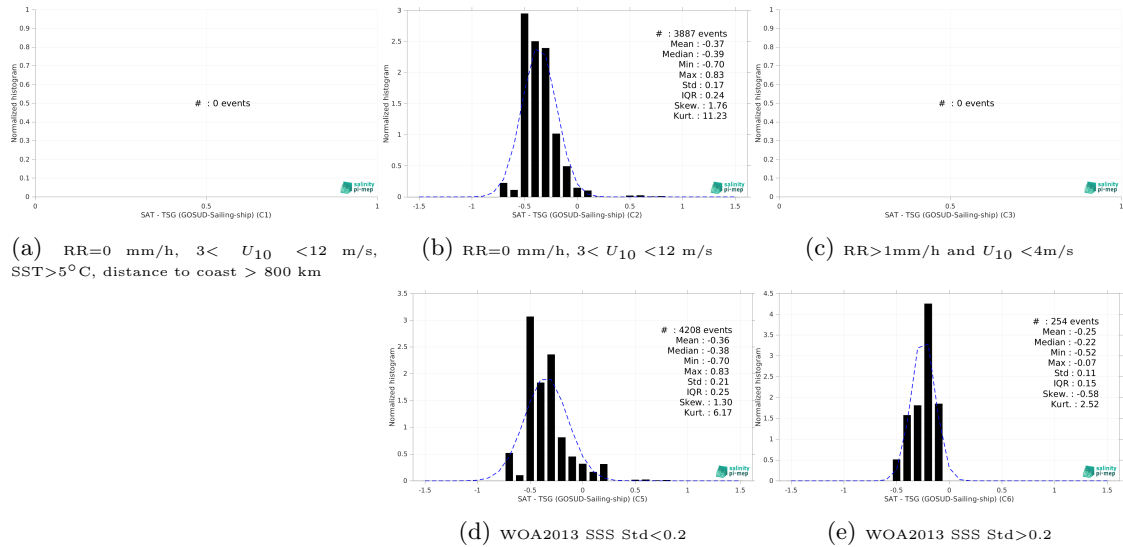 Normalized histogram
1
0.9
0.8
0.7
0.6
0.5
0.4
0.3
0.2
0.1
0
# : 0 events
salinity
pi-mep
0
0.5
1
SAT - TSG (GOSUD-Sailing-ship) (C1)
(a) RR=0 mm/h, 3< U10 <12 m/s,
SST>5°C, distance to coast > 800 km
Normalized histogram
3
2.5
2
1.5
1
0.5
0
# : 3887 events
Mean : -0.37
Median : -0.39
Min : -0.70
Max : 0.83
Std : 0.17
IQR : 0.24
Skew. : 1.76
Kurt. : 11.23
salinity
pi-mep
-1.5
-1
-0.5
0
0.5
1
1.5
SAT - TSG (GOSUD-Sailing-ship) (C2)
(b) RR=0 mm/h, 3< U10 <12 m/s
Normalized histogram
1
0.9
0.8
0.7
0.6
0.5
0.4
0.3
0.2
0.1
0
# : 0 events
salinity
pi-mep
0
0.5
1
SAT - TSG (GOSUD-Sailing-ship) (C3)
(c) RR>1mm/h and U10 <4m/s
Normalized histogram
3.5
3
2.5
2
1.5
1
0.5
0
# : 4208 events
Mean : -0.36
Median : -0.38
Min : -0.70
Max : 0.83
Std : 0.21
IQR : 0.25
Skew. : 1.30
Kurt. : 6.17
salinity
pi-mep
-1.5
-1
-0.5
0
0.5
1
1.5
SAT - TSG (GOSUD-Sailing-ship) (C5)
(d) WOA2013 SSS Std<0.2
Normalized histogram
4.5
4
3.5
3
2.5
2
1.5
1
0.5
0
# : 254 events
Mean : -0.25
Median : -0.22
Min : -0.52
Max : -0.07
Std : 0.11
IQR : 0.15
Skew. : -0.58
Kurt. : 2.52
salinity
pi-mep
-1.5
-1
-0.5
0
0.5
1
1.5
SAT - TSG (GOSUD-Sailing-ship) (C6)
(e) WOA2013 SSS Std>0.2